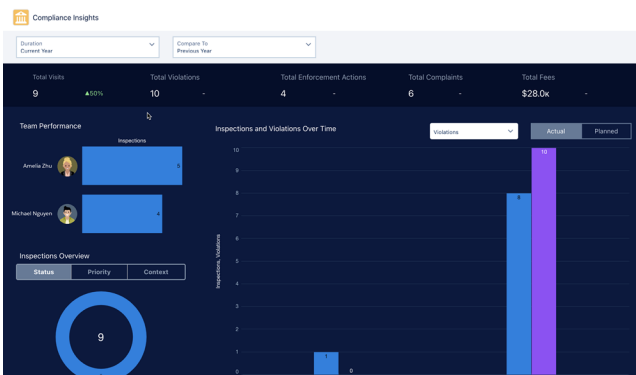 Compliance Insights
Duration
Current Year
Compare To
Previous Year
Total Visits
Total Violations
Total Enforcement Actions
Total Complaints
Total Fees
9 ▲50%
10 -
4 -
6 -
$28.0K -
Team Performance
Inspections
Amelia Zhu
5
Michael Nguyen
4
Inspections Overview
Status Priority Context
9
Inspections and Violations Over Time
Violations
Actual Planned
Inspections, Violations
10
9
8
7
6
5
4
3
2
1
0
1
0
8
10